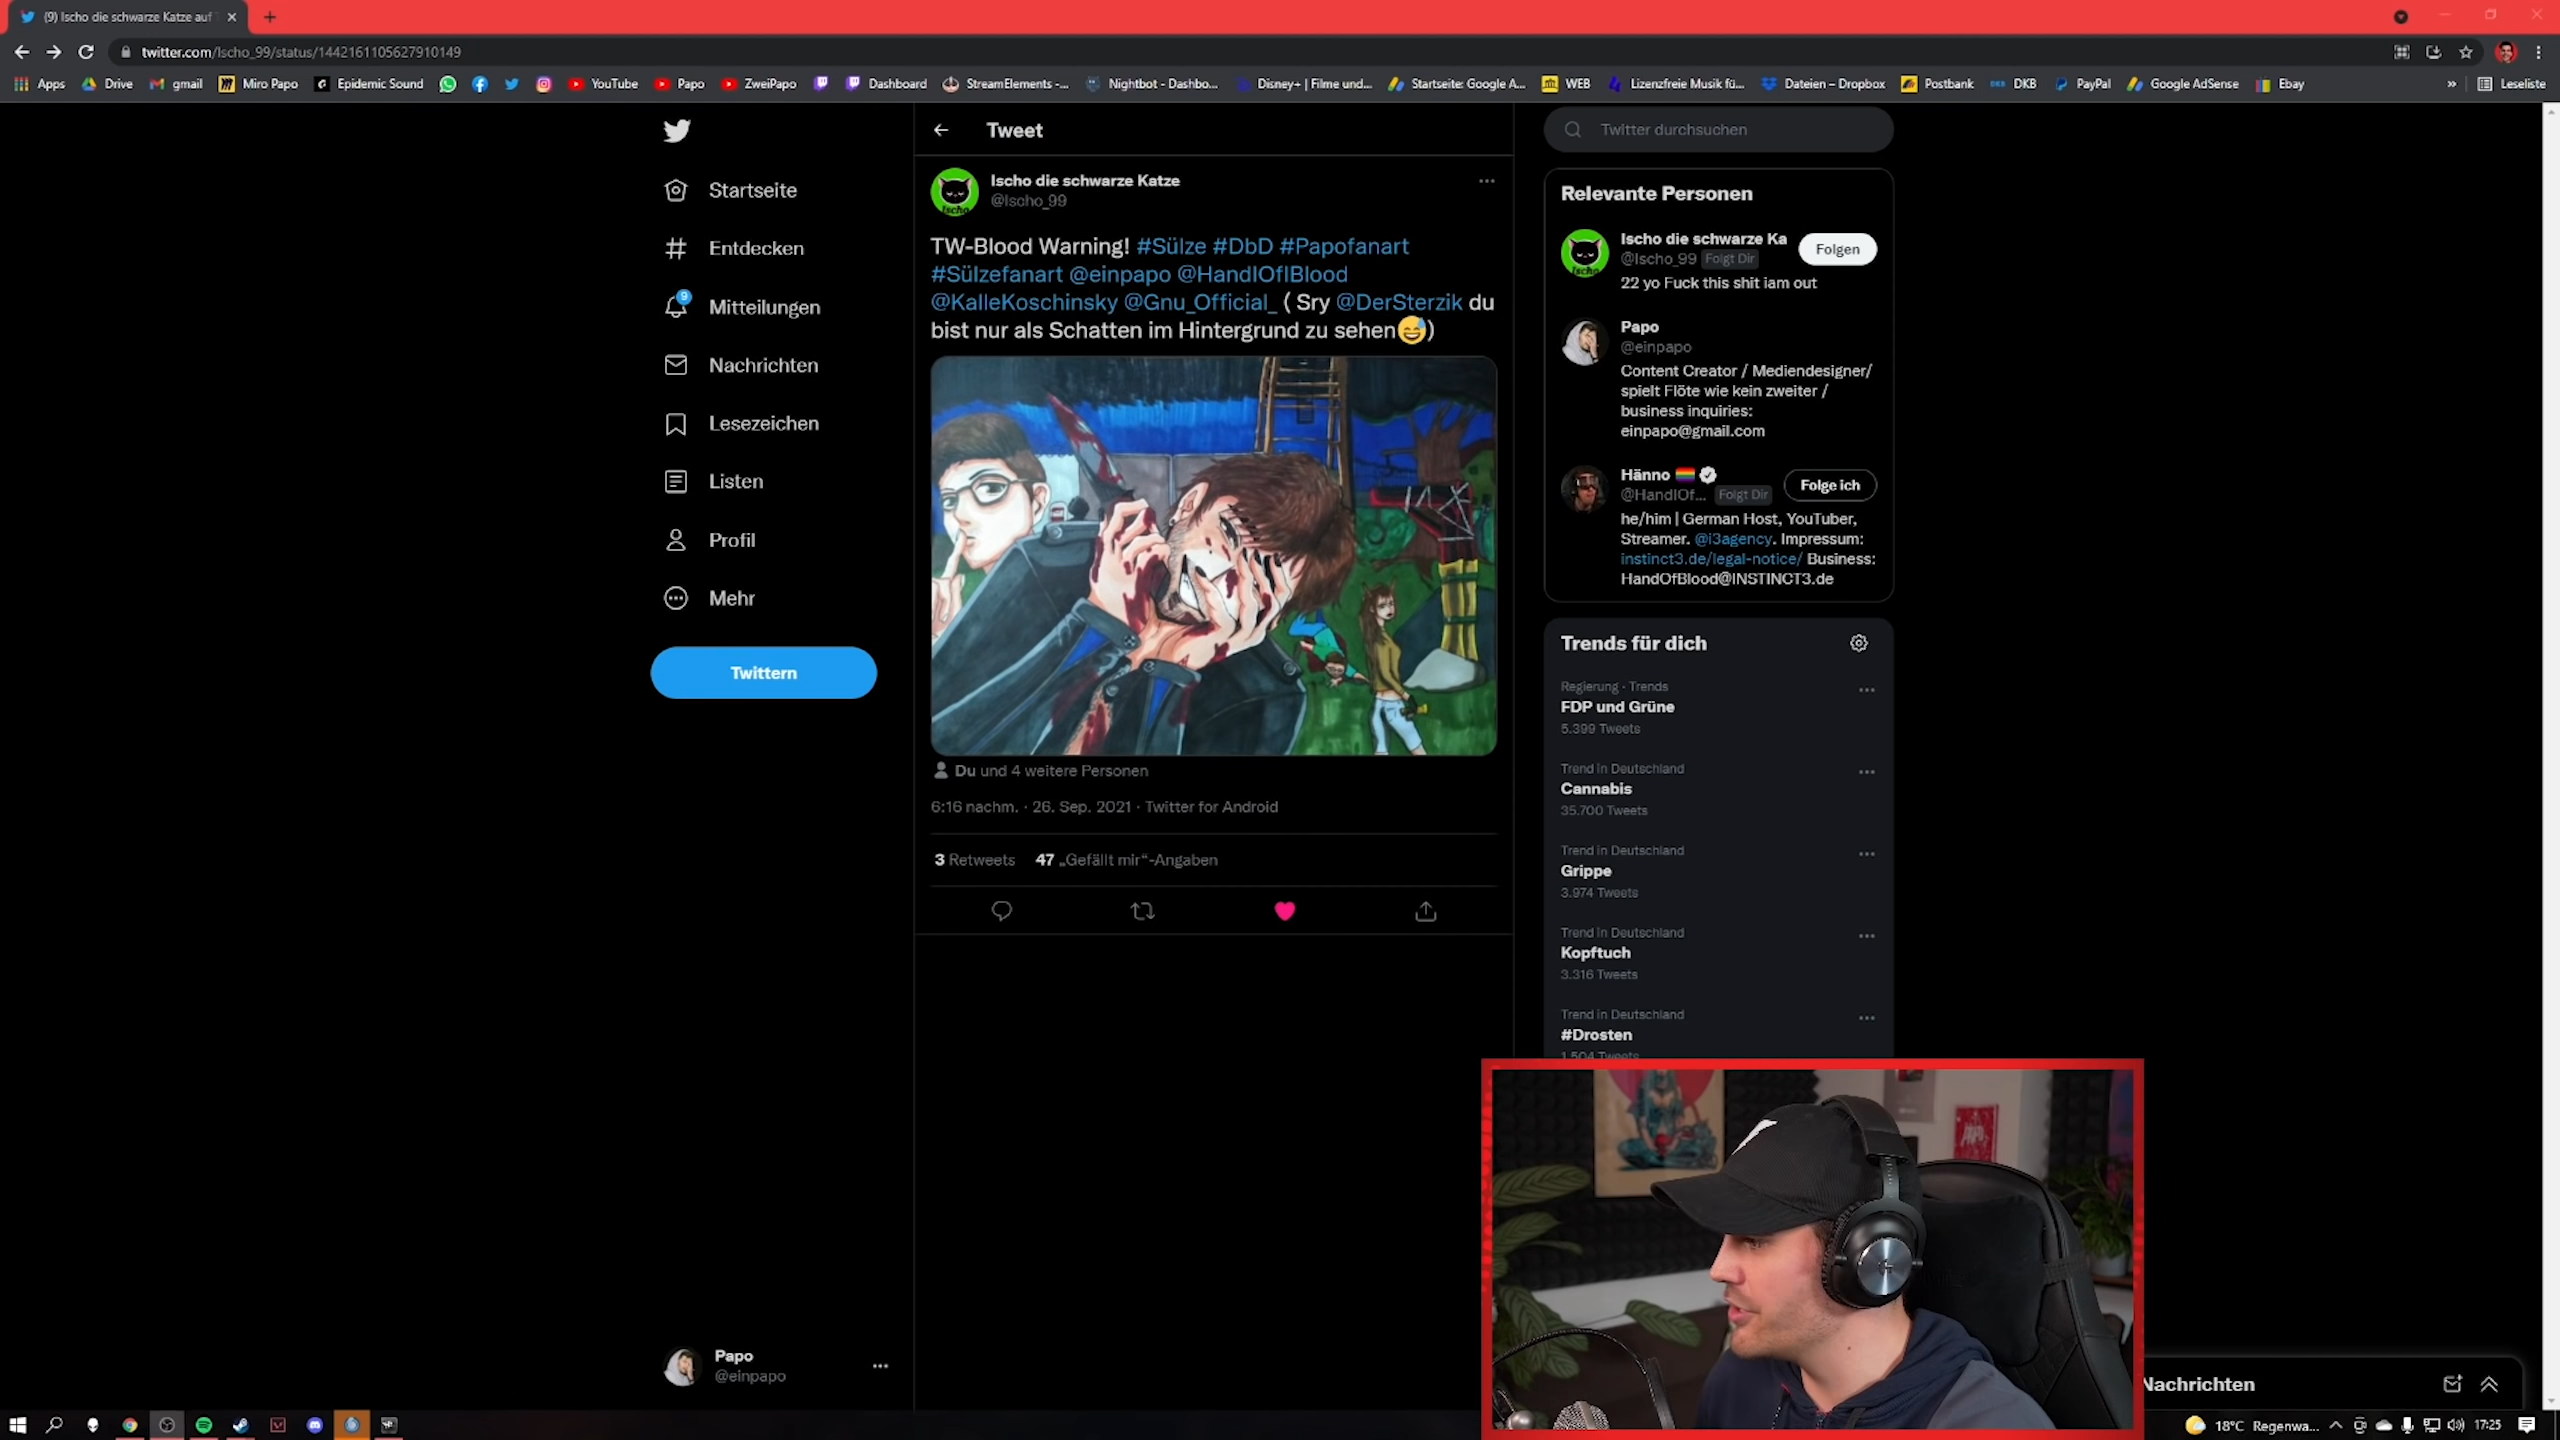 (9) Ischo die schwarze Katze auf
twitter.com/Ischo_99/status/1442161105627910149
Apps Drive gmail Miro Papo Epidemic Sound YouTube Papo ZweiPapo Dashboard StreamElements -... Nightbot - Dashbo... Disney+ | Filme und... Startseite: Google A... WEB Lizenzfreie Musik fü... Dateien – Dropbox Postbank DKB PayPal Google AdSense Ebay » Leseliste
Startseite
Entdecken
9
Mitteilungen
Nachrichten
Lesezeichen
Listen
Profil
Mehr
Twittern
Papo
@einpapo
Tweet
Ischo die schwarze Katze
@Ischo_99
TW-Blood Warning! #Sülze #DbD #Papofanart
#Sülzefanart @einpapo @HandIOfIBlood
@KalleKoschinsky @Gnu_Official_ ( Sry @DerSterzik du
bist nur als Schatten im Hintergrund zu sehen😅)
Du und 4 weitere Personen
6:16 nachm. · 26. Sep. 2021 · Twitter for Android
3 Retweets 47 „Gefällt mir“-Angaben
Twitter durchsuchen
Relevante Personen
Ischo die schwarze Ka
@Ischo_99 Folgt Dir
Folgen
22 yo Fuck this shit iam out
Papo
@einpapo
Content Creator / Mediendesigner/
spielt Flöte wie kein zweiter /
business inquiries:
einpapo@gmail.com
Hänno 🏳️‍🌈
@HandIOf... Folgt Dir
Folge ich
he/him | German Host, YouTuber,
Streamer. @i3agency. Impressum:
instinct3.de/legal-notice/ Business:
HandOfBlood@INSTINCT3.de
Trends für dich
Regierung · Trends
FDP und Grüne
5.399 Tweets
Trend in Deutschland
Cannabis
35.700 Tweets
Trend in Deutschland
Grippe
3.974 Tweets
Trend in Deutschland
Kopftuch
3.316 Tweets
Trend in Deutschland
#Drosten
1.504 Tweets
Nachrichten
18°C Regenwa... 17:25